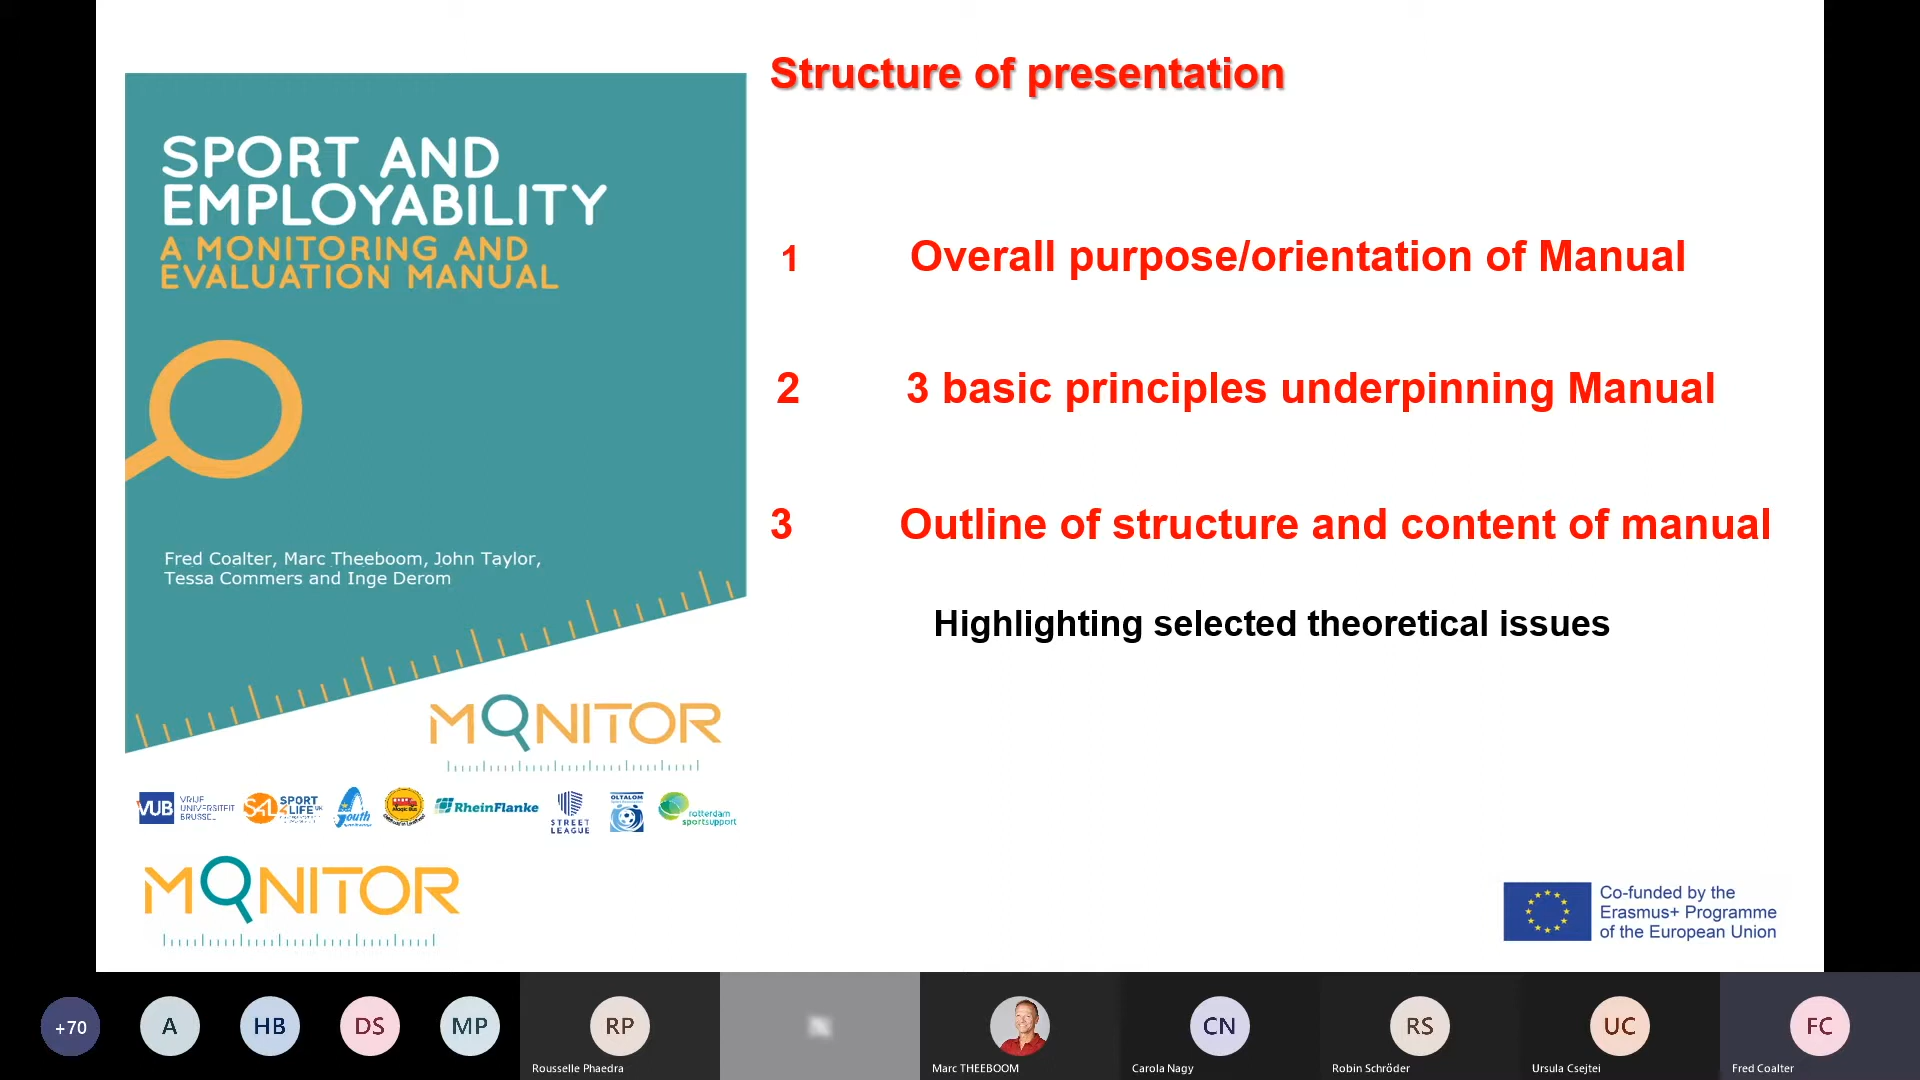 Structure of presentation
SPORT AND
EMPLOYABILITY
A MONITORING AND
EVALUATION MANUAL
Fred Coalter, Marc Theeboom, John Taylor,
Tessa Commers and Inge Derom
MONITOR
VUB VRIJE
UNIVERSITEIT
BRUSSEL
S4L SPORT
4 LIFE UK
Magic Bus
RheinFlanke
STREET
LEAGUE
OLTALOM
rotterdam
sportsupport
MONITOR
1 Overall purpose/orientation of Manual
2 3 basic principles underpinning Manual
3 Outline of structure and content of manual
Highlighting selected theoretical issues
Co-funded by the
Erasmus+ Programme
of the European Union
+70
A
HB
DS
MP
RP
Rousselle Phaedra
Marc THEEBOOM
CN
Carola Nagy
RS
Robin Schröder
UC
Ursula Csejtei
FC
Fred Coalter